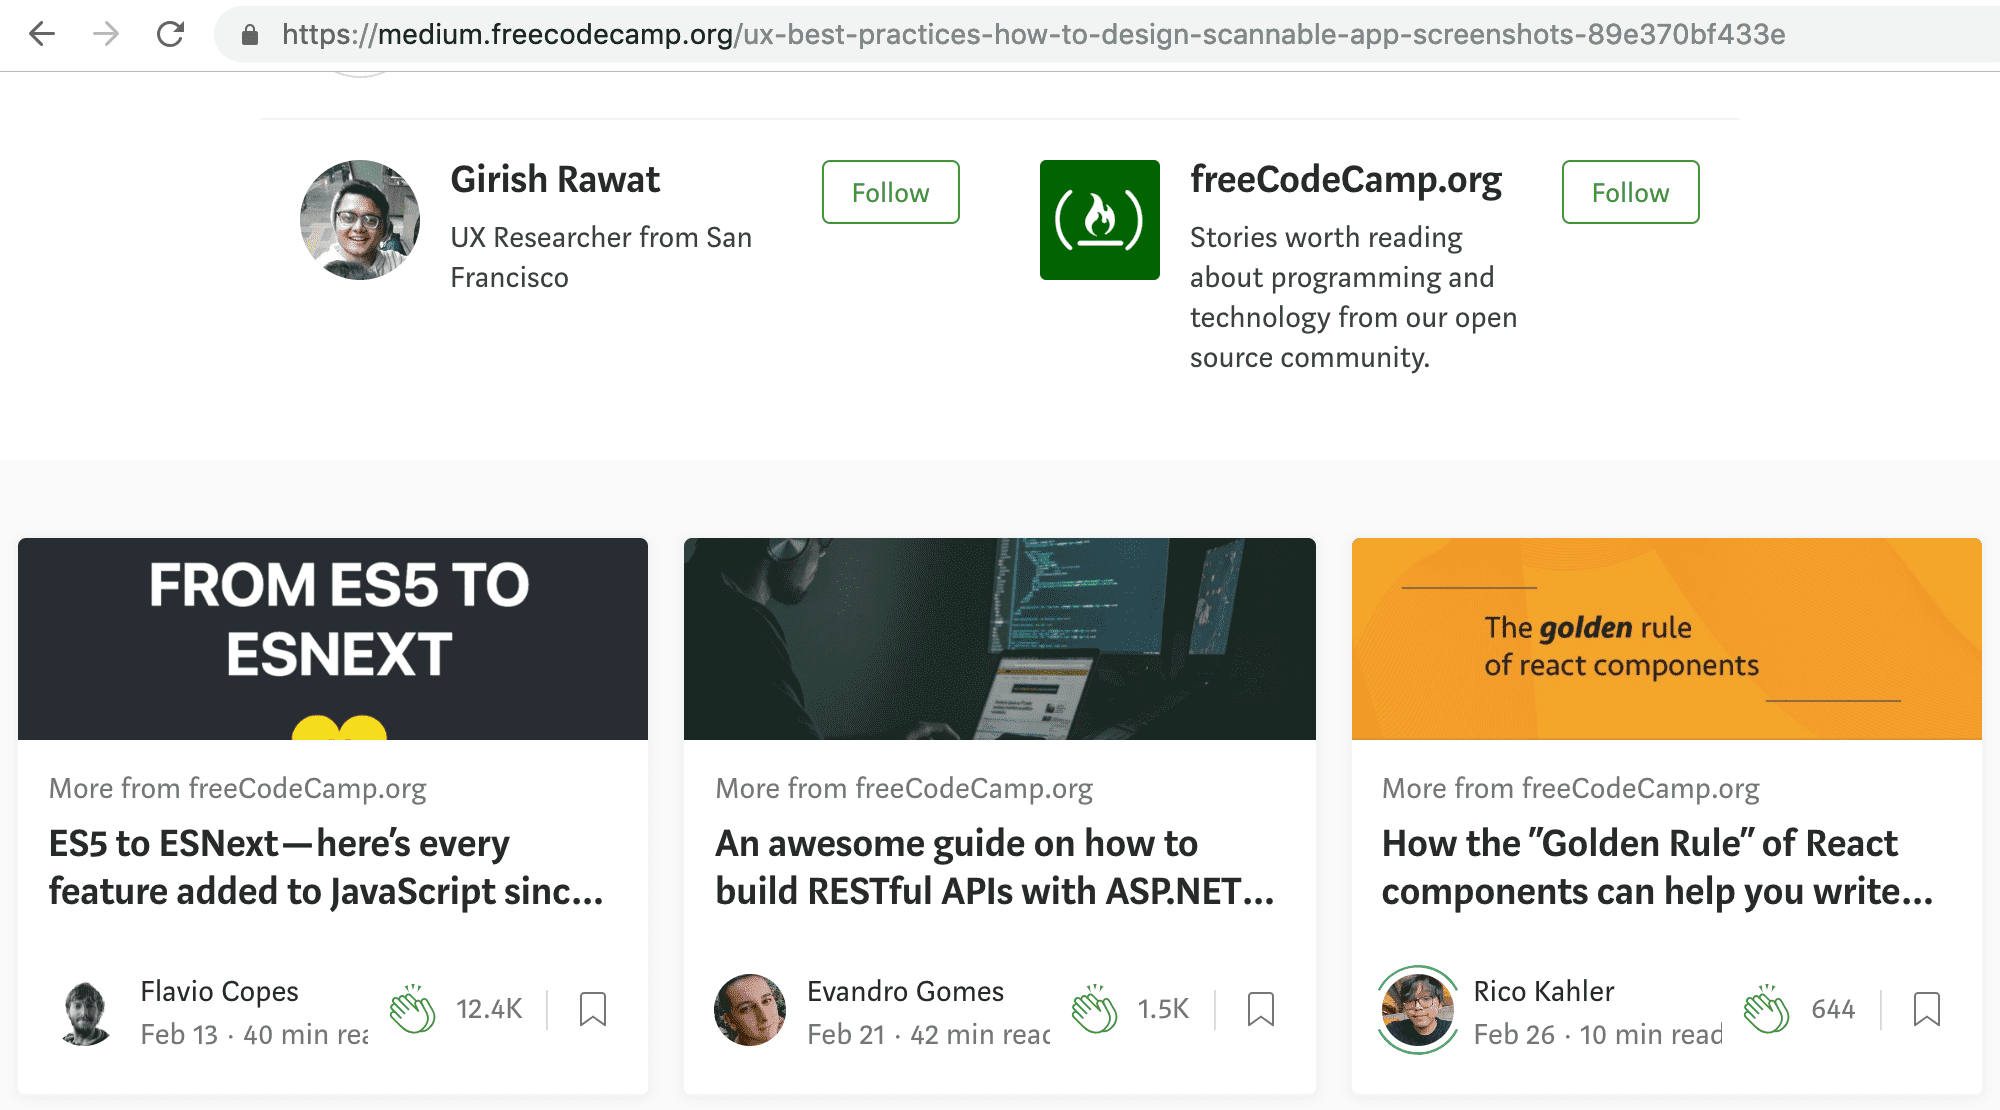 https://medium.freecodecamp.org/ux-best-practices-how-to-design-scannable-app-screenshots-89e370bf433e
Girish Rawat
Follow
UX Researcher from San
Francisco
freeCodeCamp.org
Follow
Stories worth reading
about programming and
technology from our open
source community.
FROM ES5 TO
ESNEXT
More from freeCodeCamp.org
ES5 to ESNext—here’s every
feature added to JavaScript sinc...
Flavio Copes
Feb 13 · 40 min rea
12.4K
More from freeCodeCamp.org
An awesome guide on how to
build RESTful APIs with ASP.NET...
Evandro Gomes
Feb 21 · 42 min read
1.5K
The golden rule
of react components
More from freeCodeCamp.org
How the ”Golden Rule” of React
components can help you write...
Rico Kahler
Feb 26 · 10 min read
644